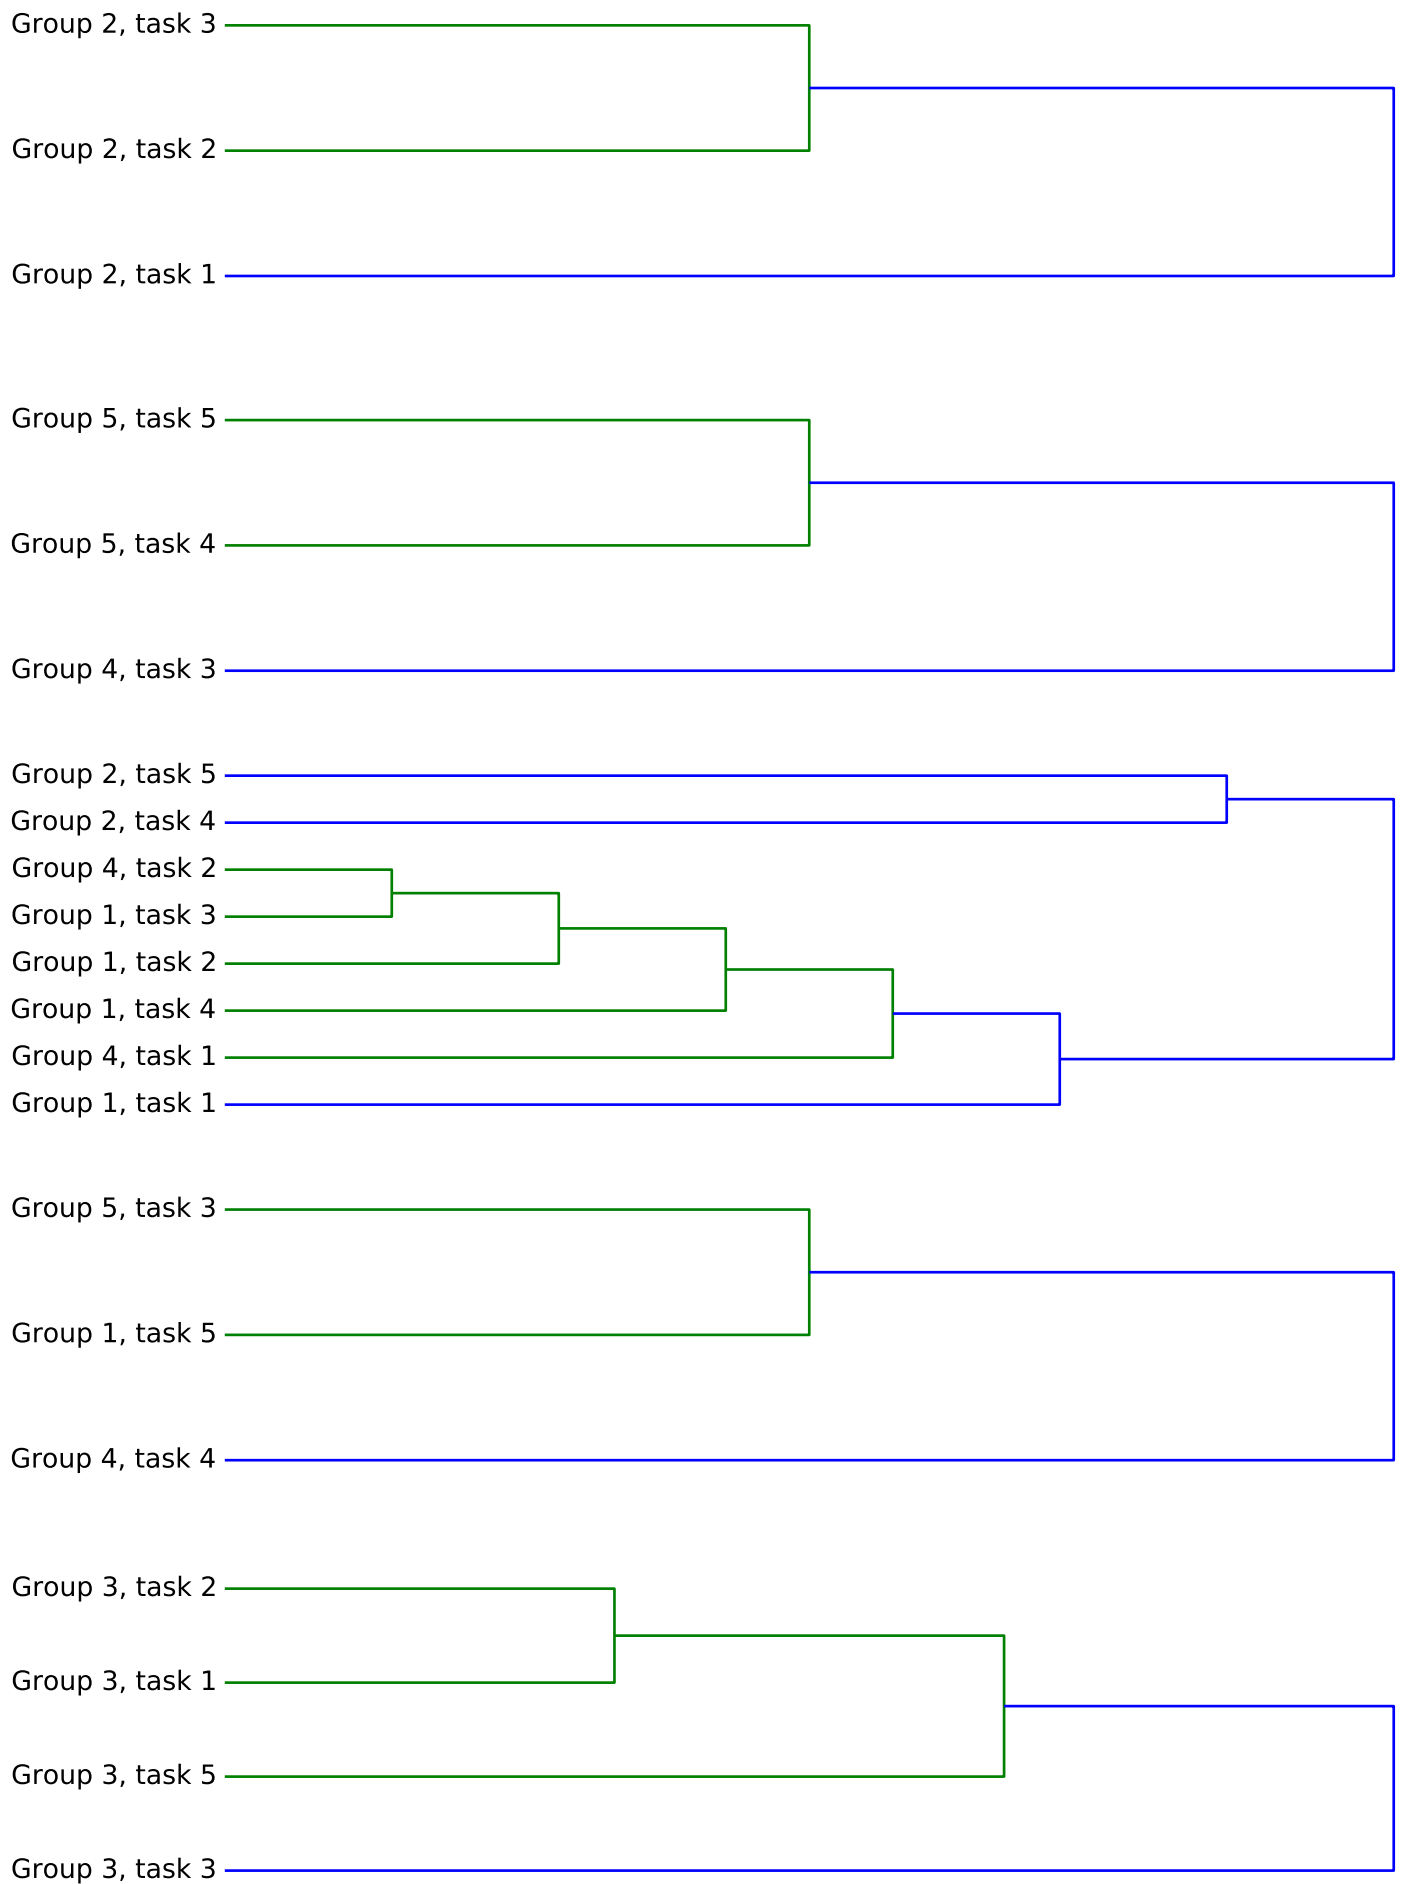 Group 2, task 3
Group 2, task 2
Group 2, task 1
Group 5, task 5
Group 5, task 4
Group 4, task 3
Group 2, task 5
Group 2, task 4
Group 4, task 2
Group 1, task 3
Group 1, task 2
Group 1, task 4
Group 4, task 1
Group 1, task 1
Group 5, task 3
Group 1, task 5
Group 4, task 4
Group 3, task 2
Group 3, task 1
Group 3, task 5
Group 3, task 3